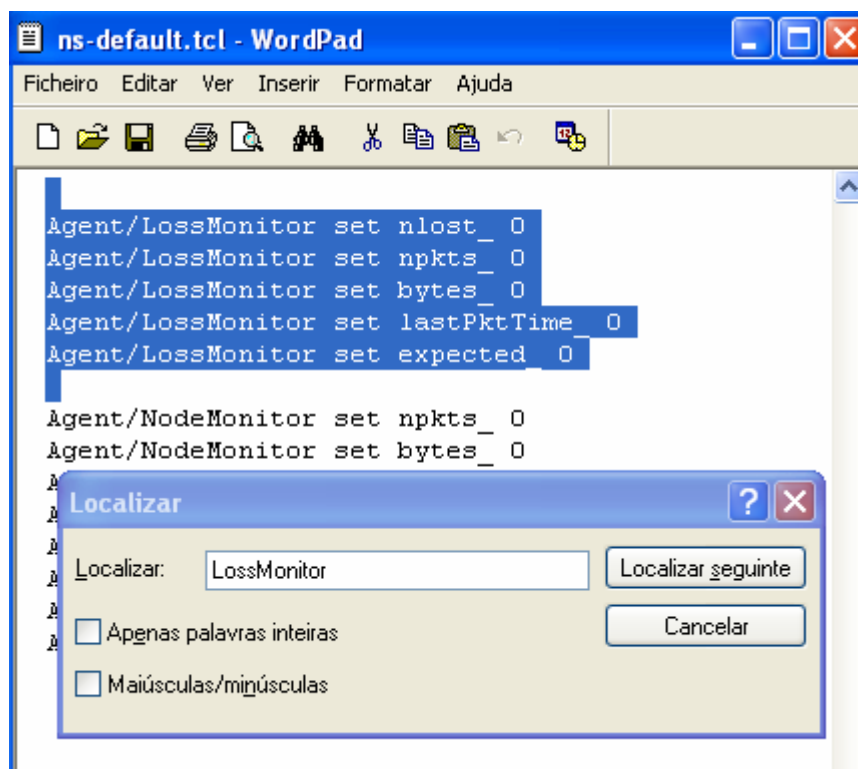 ns-default.tcl - WordPad
Ficheiro Editar Ver Inserir Formatar Ajuda
Agent/LossMonitor set nlost_ 0
Agent/LossMonitor set npkts_ 0
Agent/LossMonitor set bytes_ 0
Agent/LossMonitor set lastPktTime_ 0
Agent/LossMonitor set expected_ 0
Agent/NodeMonitor set npkts_ 0
Agent/NodeMonitor set bytes_ 0
Localizar
Localizar: LossMonitor Localizar seguinte
Apenas palavras inteiras Cancelar
Maiúsculas/minúsculas